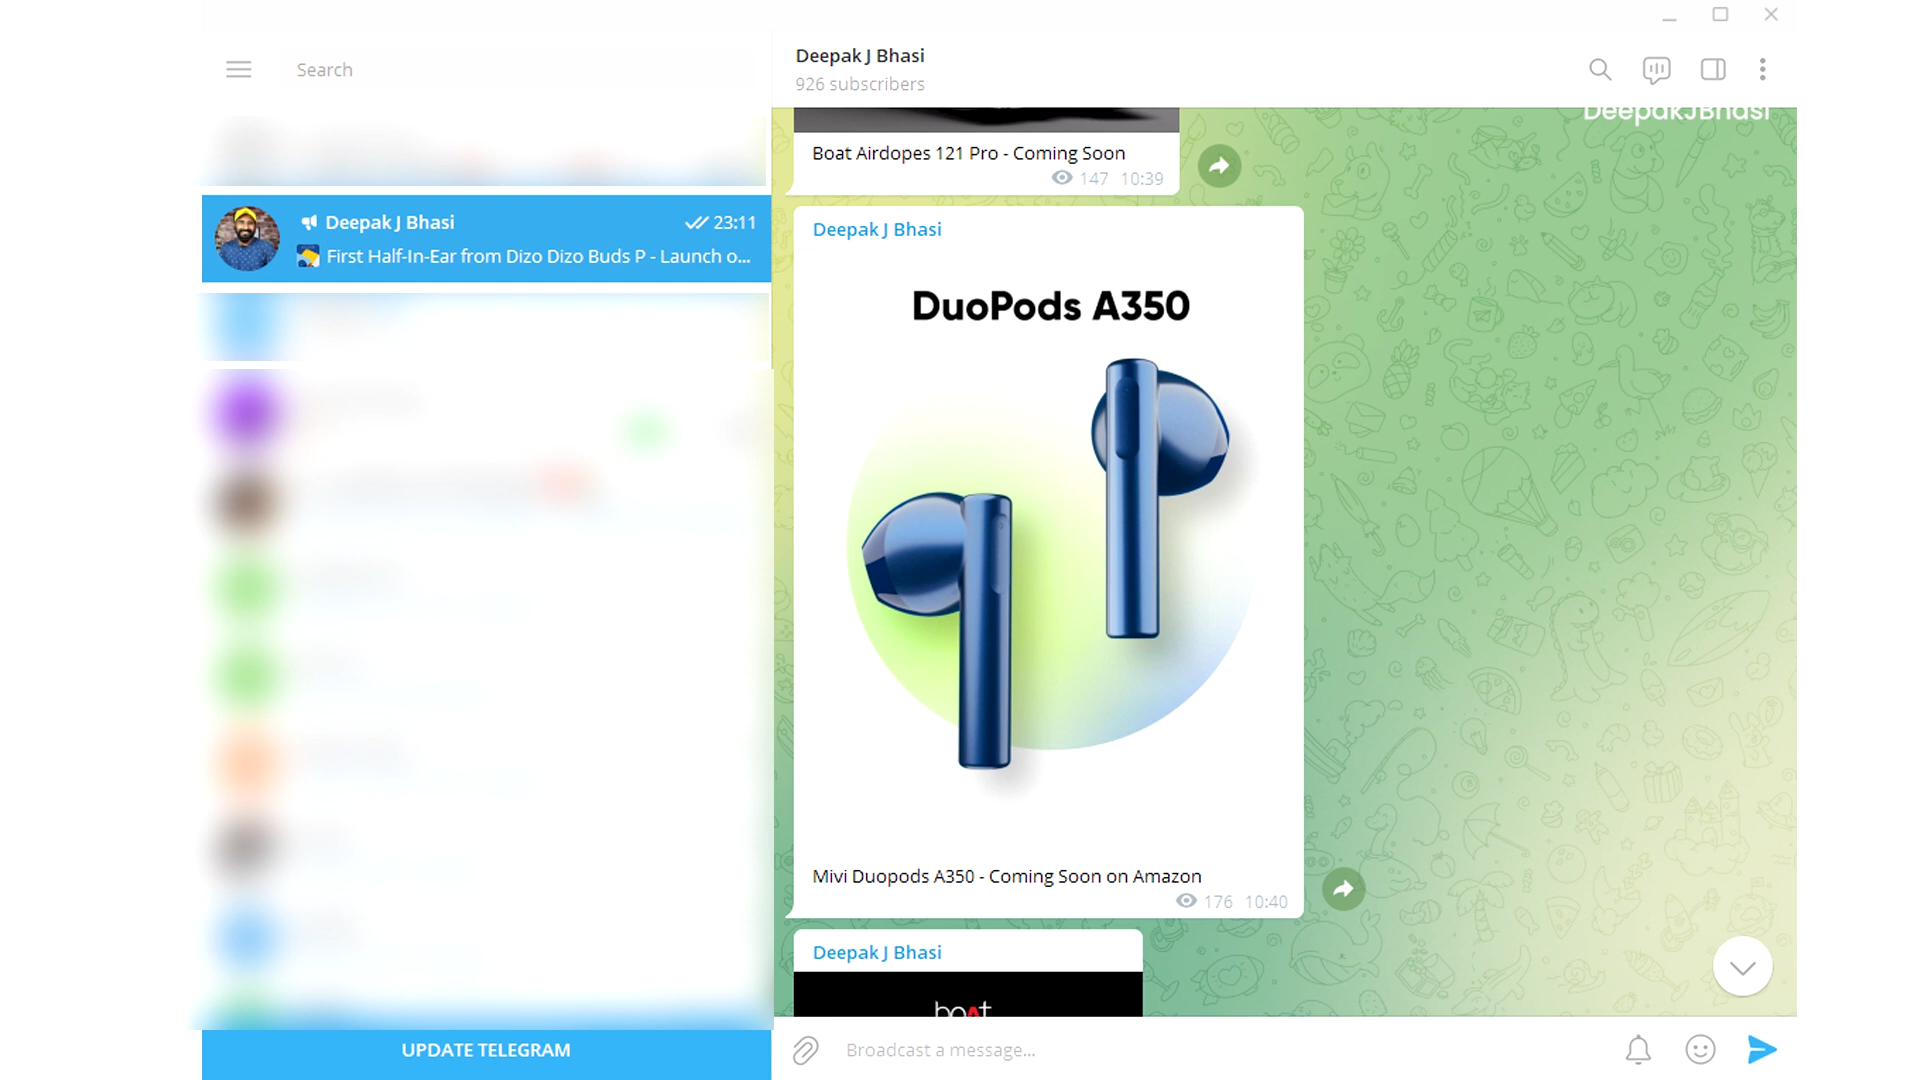 Search
Deepak J Bhasi
23:11
First Half-In-Ear from Dizo Dizo Buds P - Launch o...
UPDATE TELEGRAM
Deepak J Bhasi
926 subscribers
DeepakJBhasi
Boat Airdopes 121 Pro - Coming Soon
147 10:39
Deepak J Bhasi
DuoPods A350
Mivi Duopods A350 - Coming Soon on Amazon
176 10:40
Deepak J Bhasi
boAt
Broadcast a message...